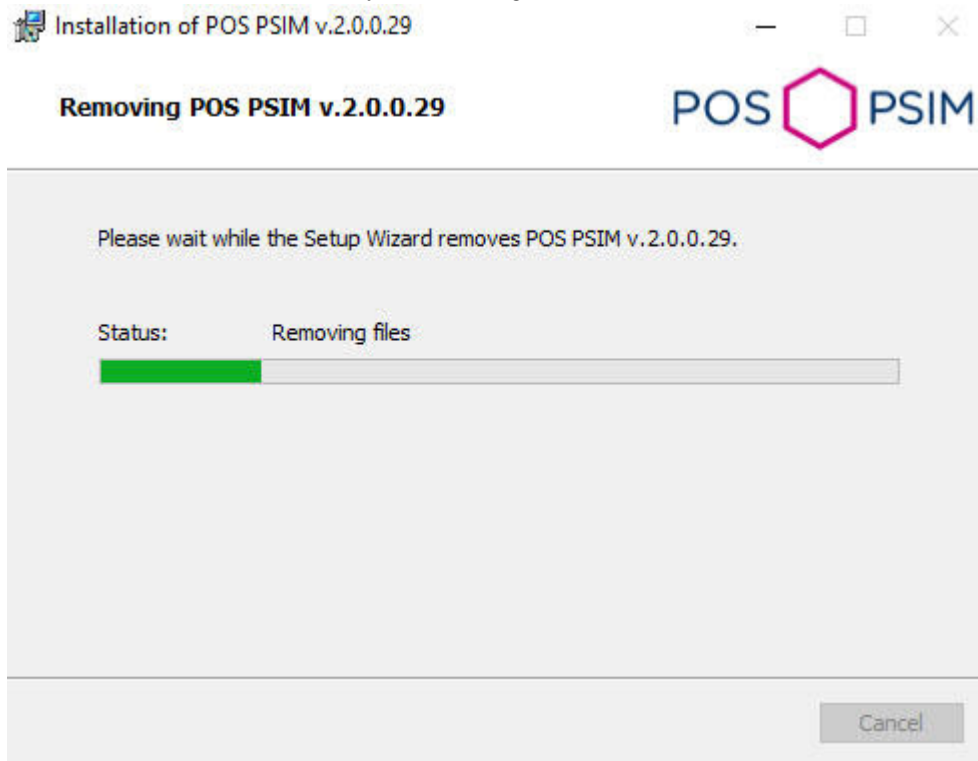 Installation of POS PSIM v.2.0.0.29
Removing POS PSIM v.2.0.0.29
POS PSIM
Please wait while the Setup Wizard removes POS PSIM v.2.0.0.29.
Status: Removing files
Cancel